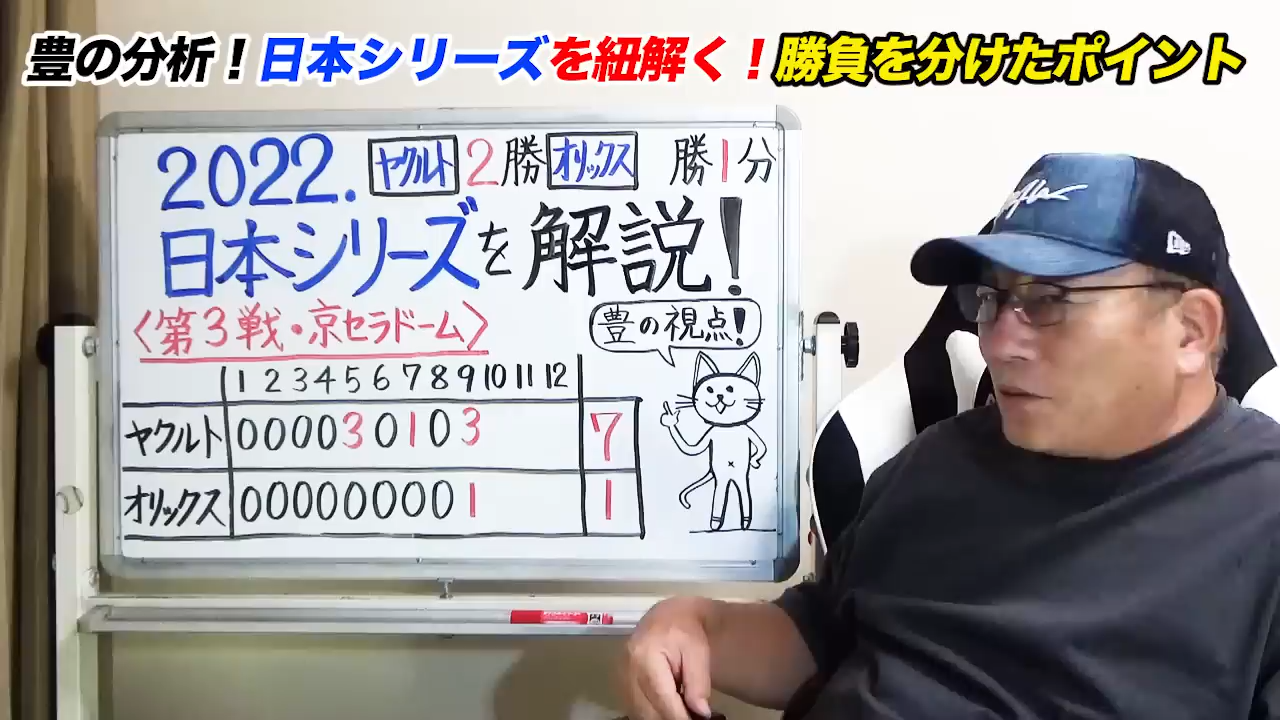 豊の分析！日本シリーズを紐解く！勝負を分けたポイント
2022. ヤクルト 2勝 オリックス 勝1分
日本シリーズを解説！
〈第3戦・京セラドーム〉
豊の視点！
1 2 3 4 5 6 7 8 9 10 11 12
ヤクルト 0 0 0 0 3 0 1 0 3 7
オリックス 0 0 0 0 0 0 0 0 1 1